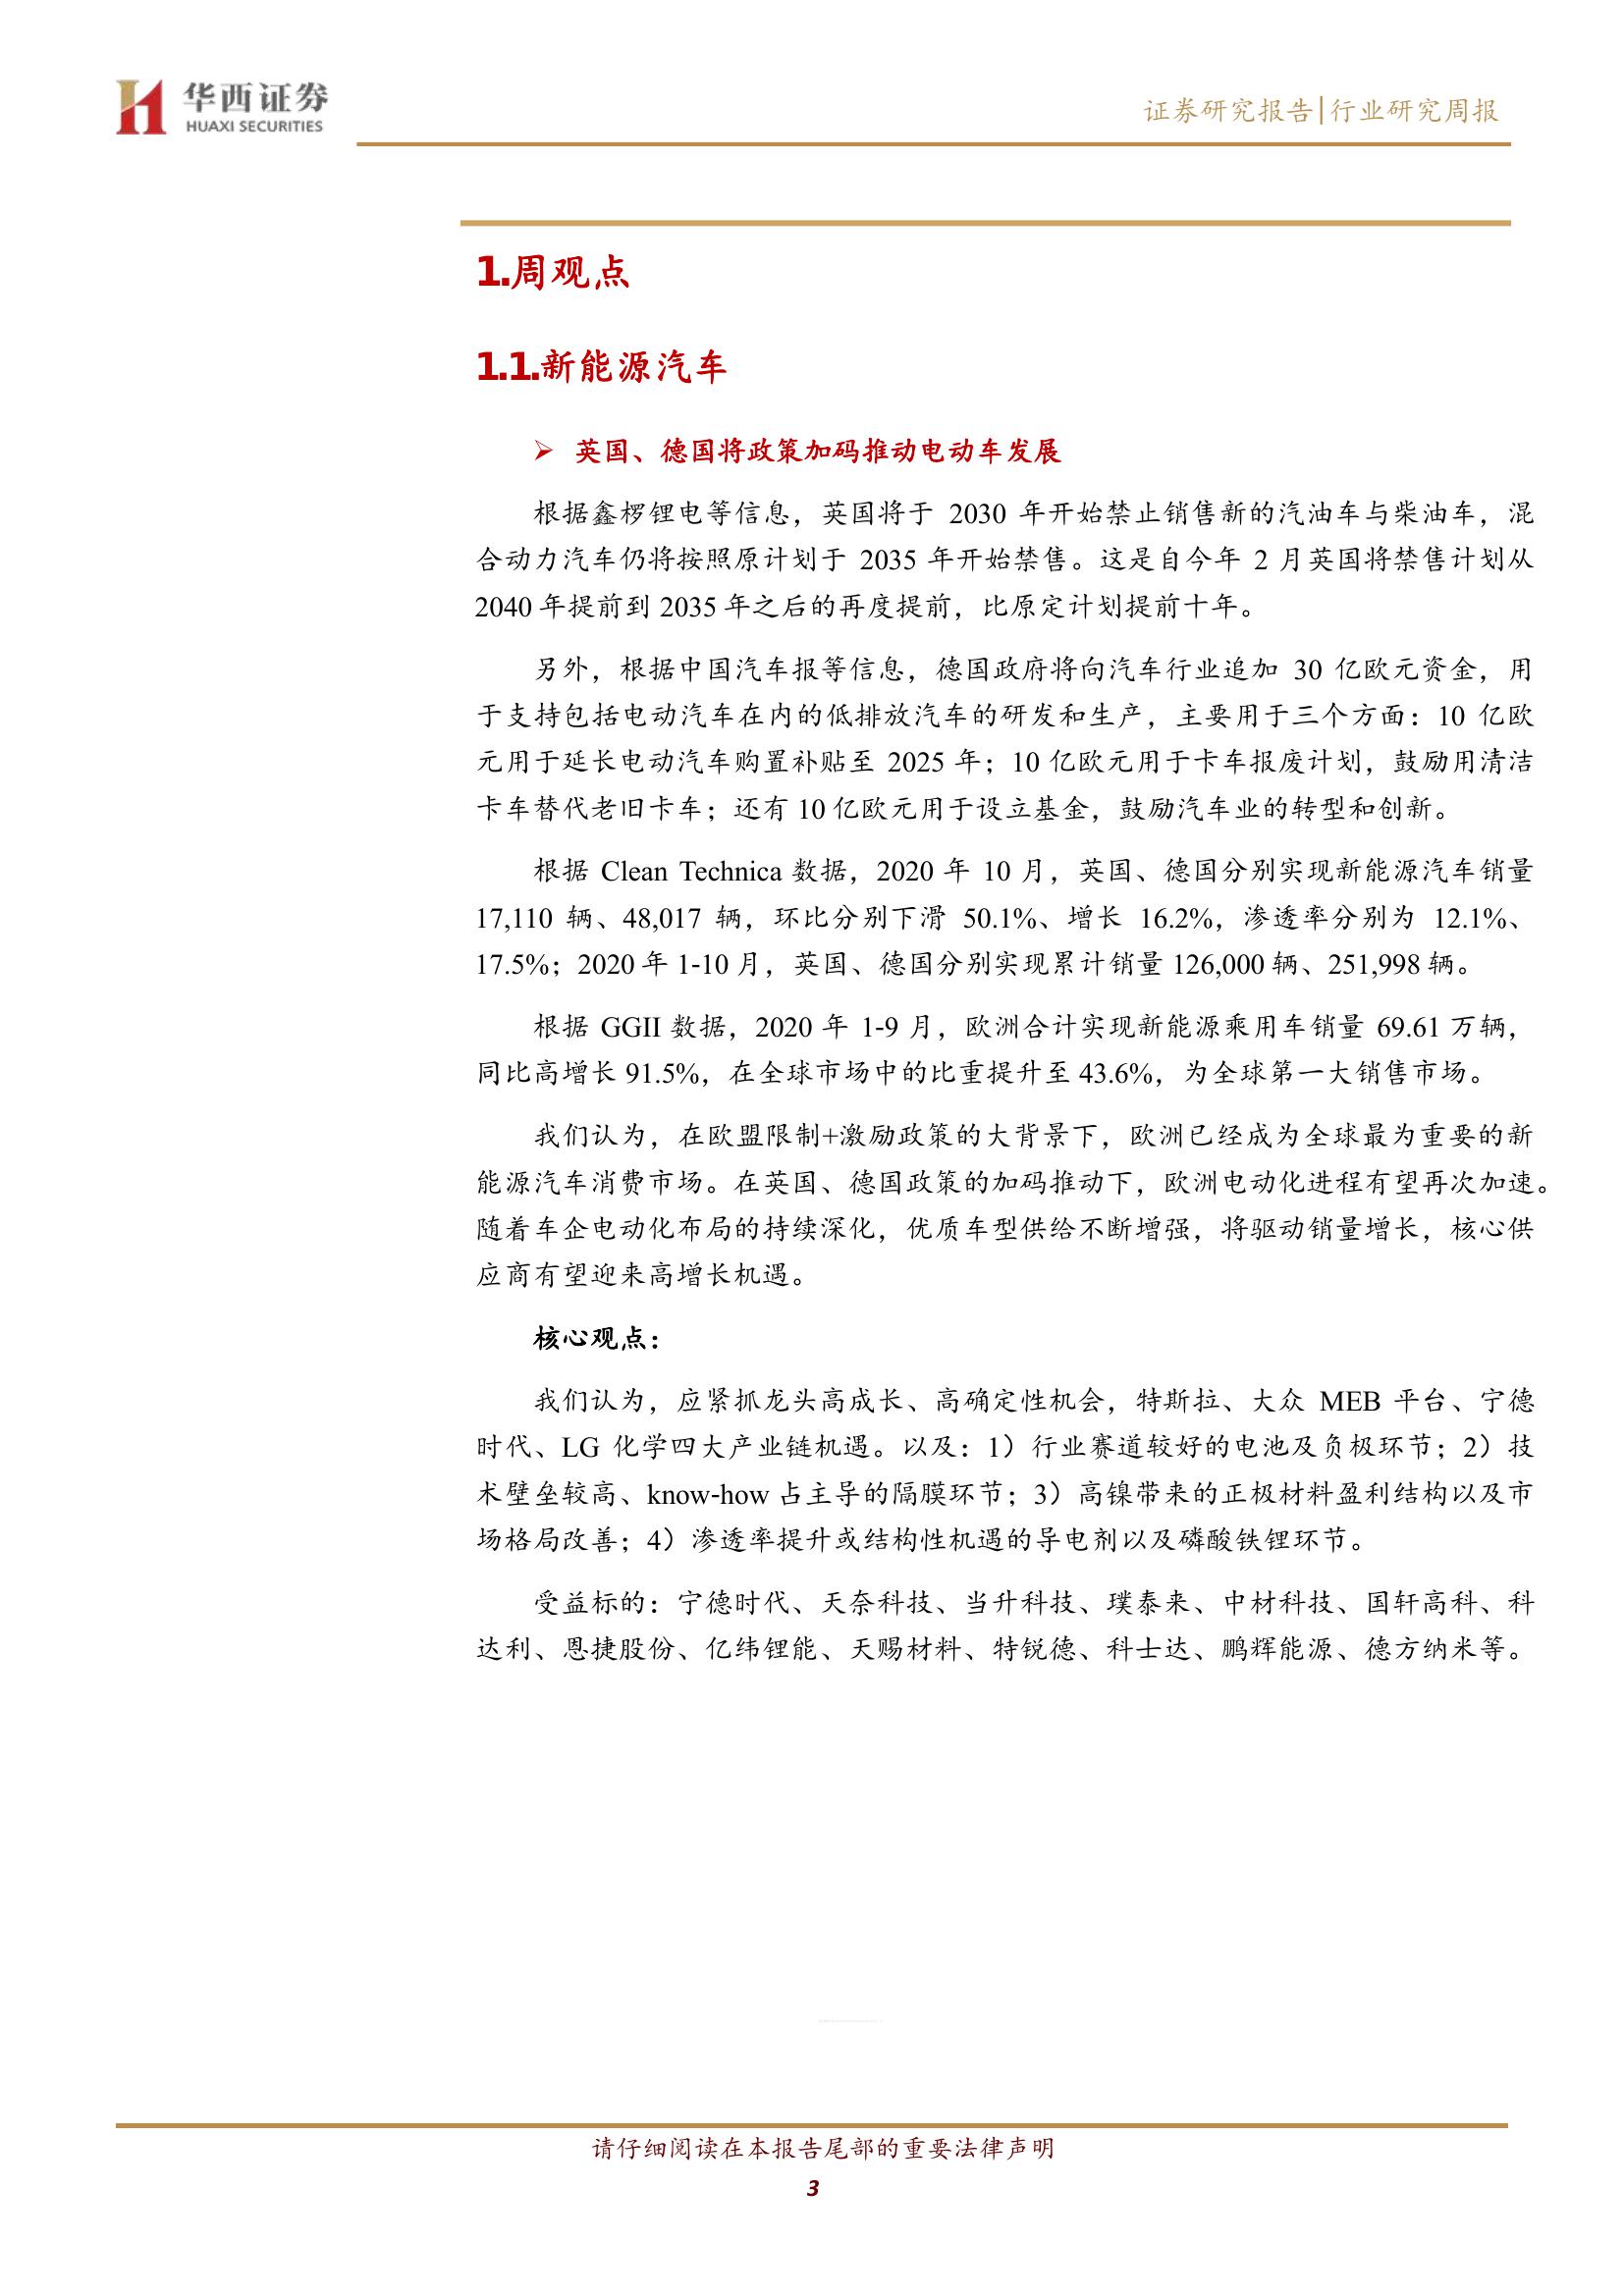 华西证券
HUAXI SECURITIES
证券研究报告|行业研究周报
1.周观点
1.1.新能源汽车
➢ 英国、德国将政策加码推动电动车发展
根据鑫椤锂电等信息，英国将于 2030 年开始禁止销售新的汽油车与柴油车，混
合动力汽车仍将按照原计划于 2035 年开始禁售。这是自今年 2 月英国将禁售计划从
2040 年提前到 2035 年之后的再度提前，比原定计划提前十年。
另外，根据中国汽车报等信息，德国政府将向汽车行业追加 30 亿欧元资金，用
于支持包括电动汽车在内的低排放汽车的研发和生产，主要用于三个方面：10 亿欧
元用于延长电动汽车购置补贴至 2025 年；10 亿欧元用于卡车报废计划，鼓励用清洁
卡车替代老旧卡车；还有 10 亿欧元用于设立基金，鼓励汽车业的转型和创新。
根据 Clean Technica 数据，2020 年 10 月，英国、德国分别实现新能源汽车销量
17,110 辆、48,017 辆，环比分别下滑 50.1%、增长 16.2%，渗透率分别为 12.1%、
17.5%；2020 年 1-10 月，英国、德国分别实现累计销量 126,000 辆、251,998 辆。
根据 GGII 数据，2020 年 1-9 月，欧洲合计实现新能源乘用车销量 69.61 万辆，
同比高增长 91.5%，在全球市场中的比重提升至 43.6%，为全球第一大销售市场。
我们认为，在欧盟限制+激励政策的大背景下，欧洲已经成为全球最为重要的新
能源汽车消费市场。在英国、德国政策的加码推动下，欧洲电动化进程有望再次加速。
随着车企电动化布局的持续深化，优质车型供给不断增强，将驱动销量增长，核心供
应商有望迎来高增长机遇。
核心观点：
我们认为，应紧抓龙头高成长、高确定性机会，特斯拉、大众 MEB 平台、宁德
时代、LG 化学四大产业链机遇。以及：1）行业赛道较好的电池及负极环节；2）技
术壁垒较高、know-how 占主导的隔膜环节；3）高镍带来的正极材料盈利结构以及市
场格局改善；4）渗透率提升或结构性机遇的导电剂以及磷酸铁锂环节。
受益标的：宁德时代、天奈科技、当升科技、璞泰来、中材科技、国轩高科、科
达利、恩捷股份、亿纬锂能、天赐材料、特锐德、科士达、鹏辉能源、德方纳米等。
请仔细阅读在本报告尾部的重要法律声明
3